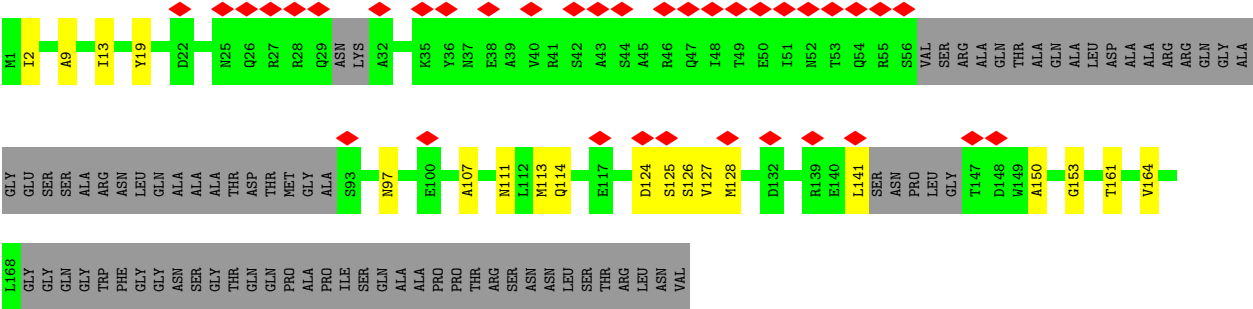 M1 I2 A9 I13 Y19 D22 N25 Q26 R27 R28 Q29 ASN LYS A32 K35 Y36 N37 E38 A39 V40 R41 S42 A43 S44 A45 R46 Q47 I48 T49 E50 I51 N52 T53 Q54 R55 S56 VAL SER ARG ALA GLN THR ALA GLN ALA LEU ASP ALA ALA ARG ARG GLN GLY ALA
GLY GLU SER SER ALA ARG ASN LEU GLN ALA ALA ALA THR ASP THR MET GLY ALA S93 N97 E100 A107 N111 L112 M113 Q114 E117 D124 S125 S126 V127 M128 D132 R139 E140 L141 SER ASN PRO LEU GLY T147 D148 W149 A150 G153 T161 V164
L168 GLY GLY GLN GLY TRP PHE GLY GLY ASN SER GLY THR GLN GLN PRO ALA PRO ILE SER GLN ALA ALA PRO PRO THR ARG SER ASN ASN LEU SER THR ARG LEU ASN VAL